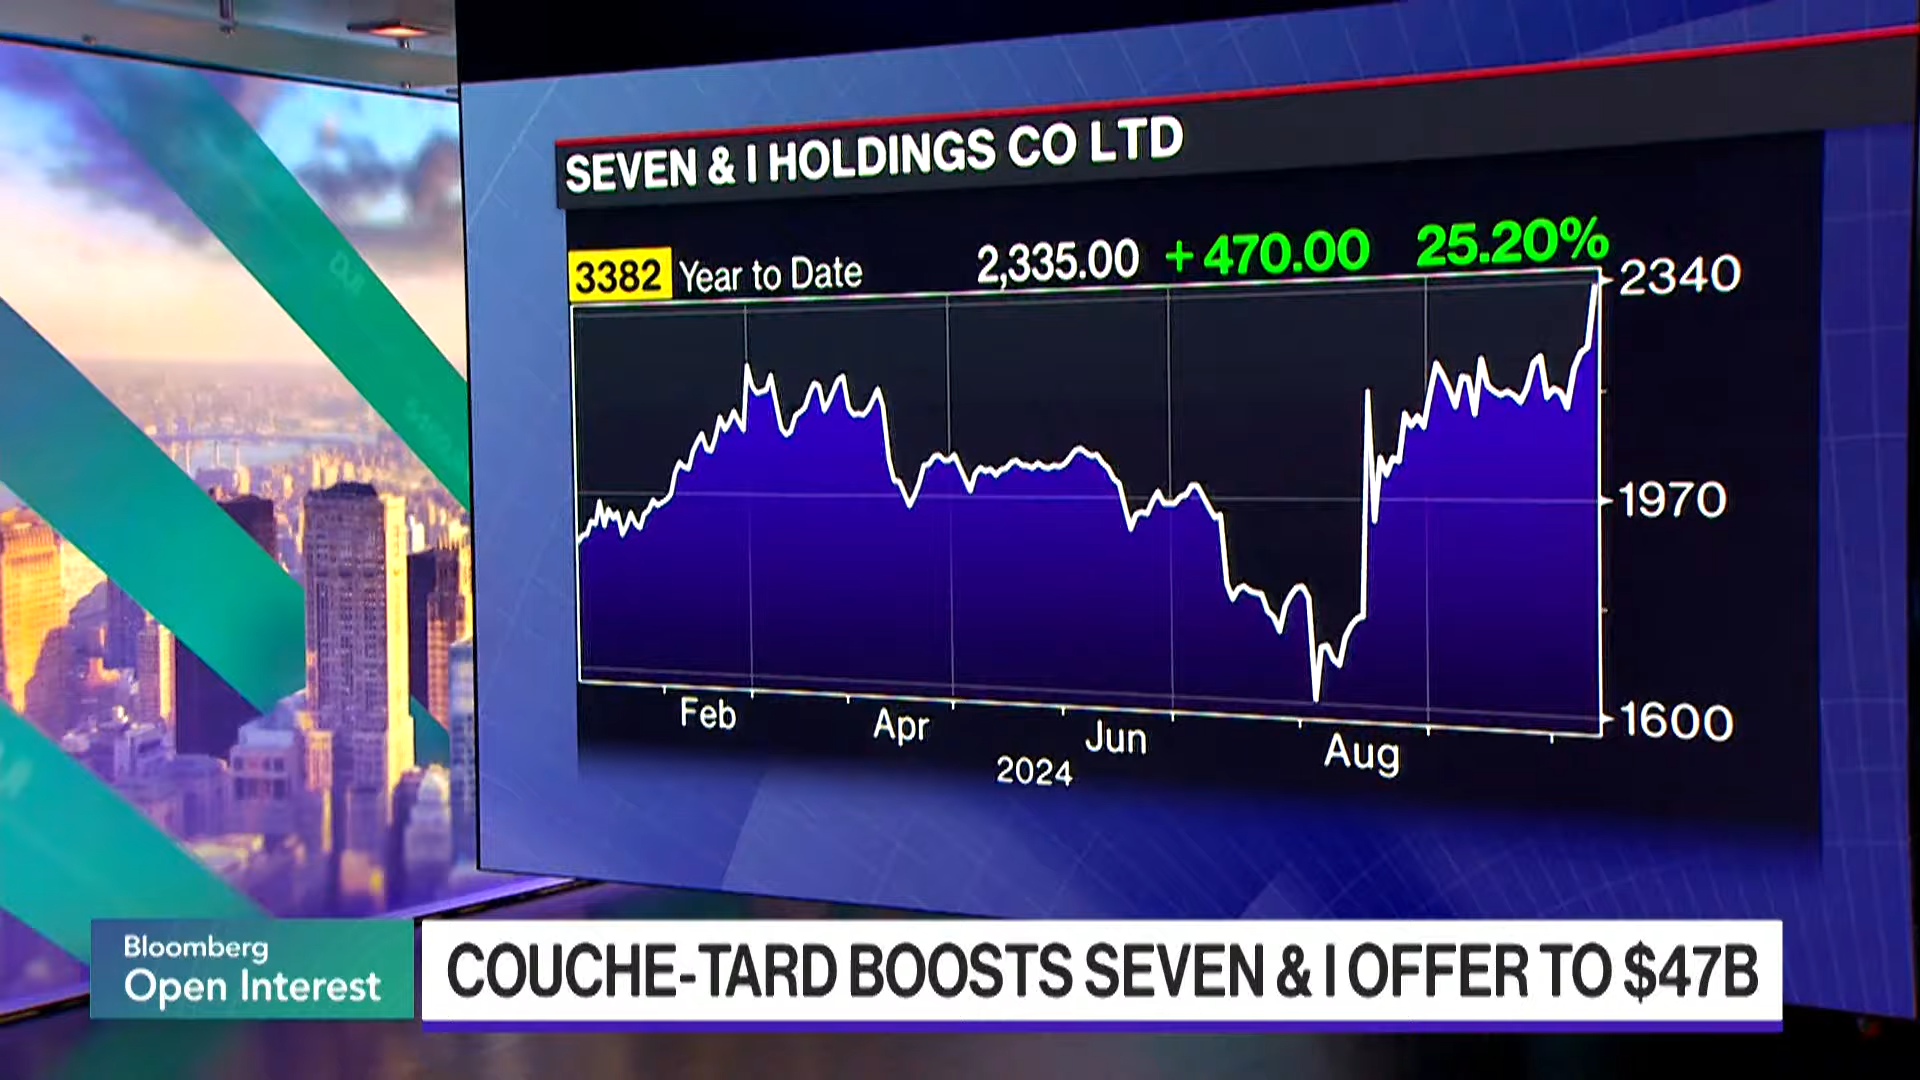 SEVEN & I HOLDINGS CO LTD
3382 Year to Date 2,335.00 +470.00 25.20%
2340
1970
1600
Feb Apr Jun Aug
2024
DJI
Bloomberg
Open Interest
COUCHE-TARD BOOSTS SEVEN & I OFFER TO $47B